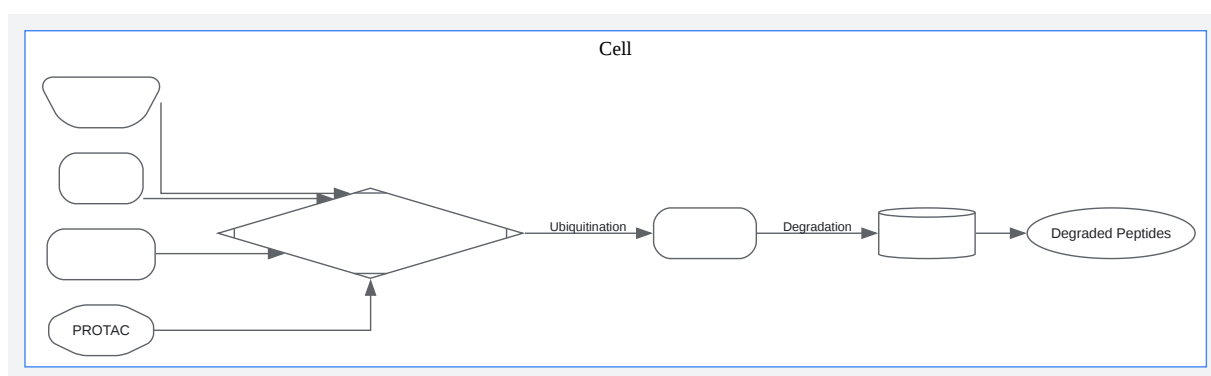 Cell
Ubiquitination
Degradation
Degraded Peptides
PROTAC